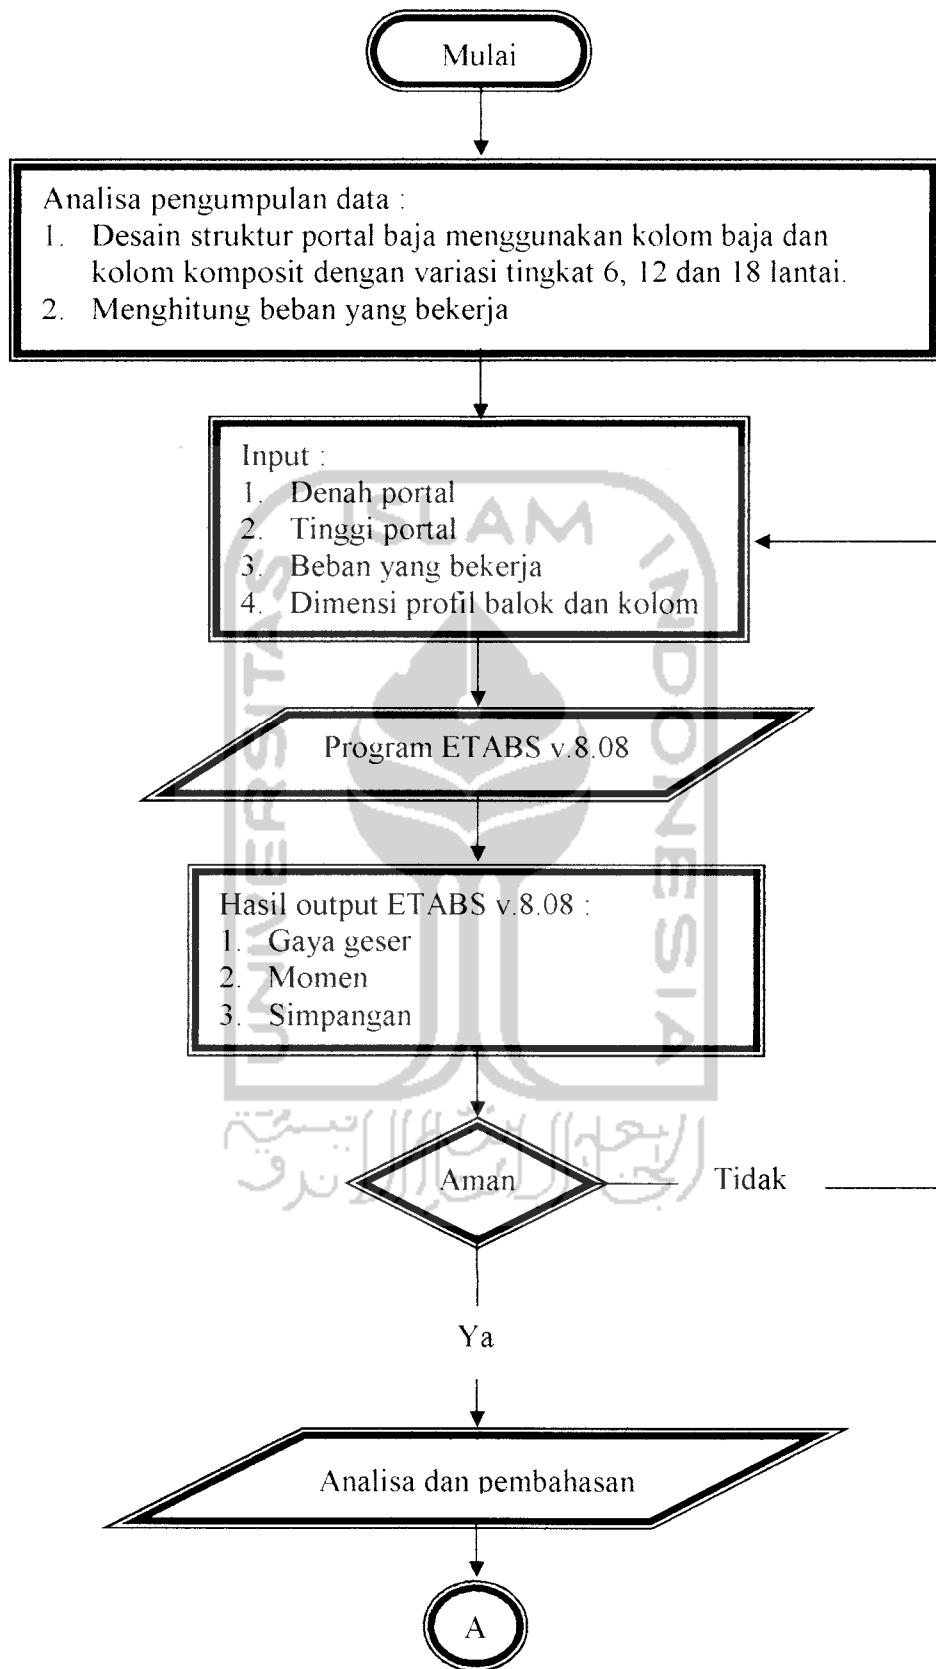 Mulai
Analisa pengumpulan data :
1. Desain struktur portal baja menggunakan kolom baja dan
kolom komposit dengan variasi tingkat 6, 12 dan 18 lantai.
2. Menghitung beban yang bekerja
Input :
1. Denah portal
2. Tinggi portal
3. Beban yang bekerja
4. Dimensi profil balok dan kolom
Program ETABS v.8.08
Hasil output ETABS v.8.08 :
1. Gaya geser
2. Momen
3. Simpangan
Aman
Tidak
Ya
Analisa dan pembahasan
A
UNIVERSITAS
ISLAM
INDONESIA